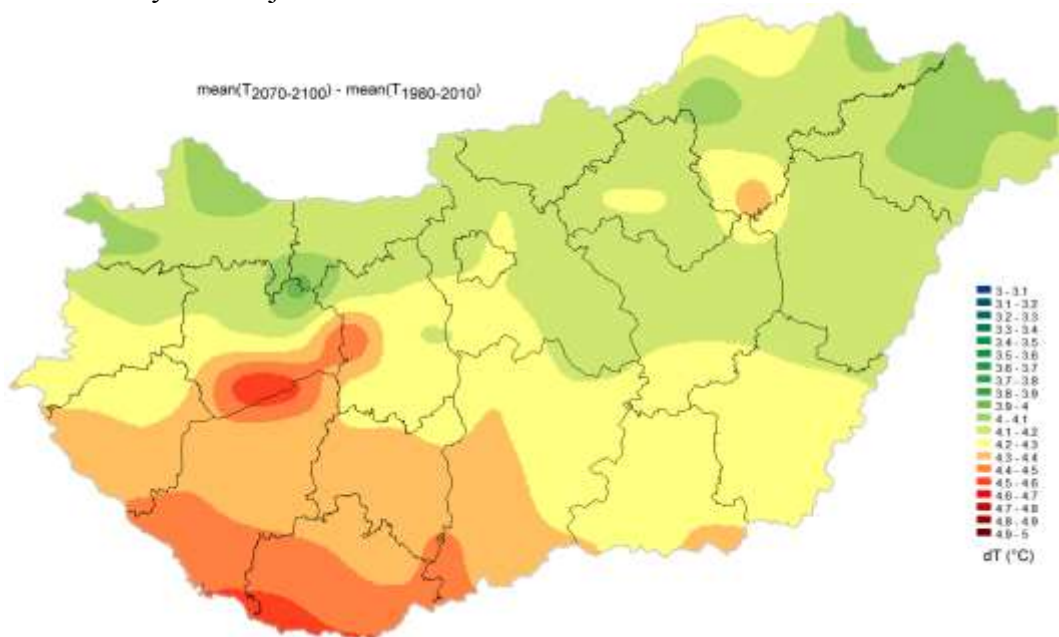 mean(T2070-2100) - mean(T1980-2010)
3 - 3.1
3.1 - 3.2
3.2 - 3.3
3.3 - 3.4
3.4 - 3.5
3.5 - 3.6
3.6 - 3.7
3.7 - 3.8
3.8 - 3.9
3.9 - 4
4 - 4.1
4.1 - 4.2
4.2 - 4.3
4.3 - 4.4
4.4 - 4.5
4.5 - 4.6
4.6 - 4.7
4.7 - 4.8
4.8 - 4.9
4.9 - 5
dT (°C)